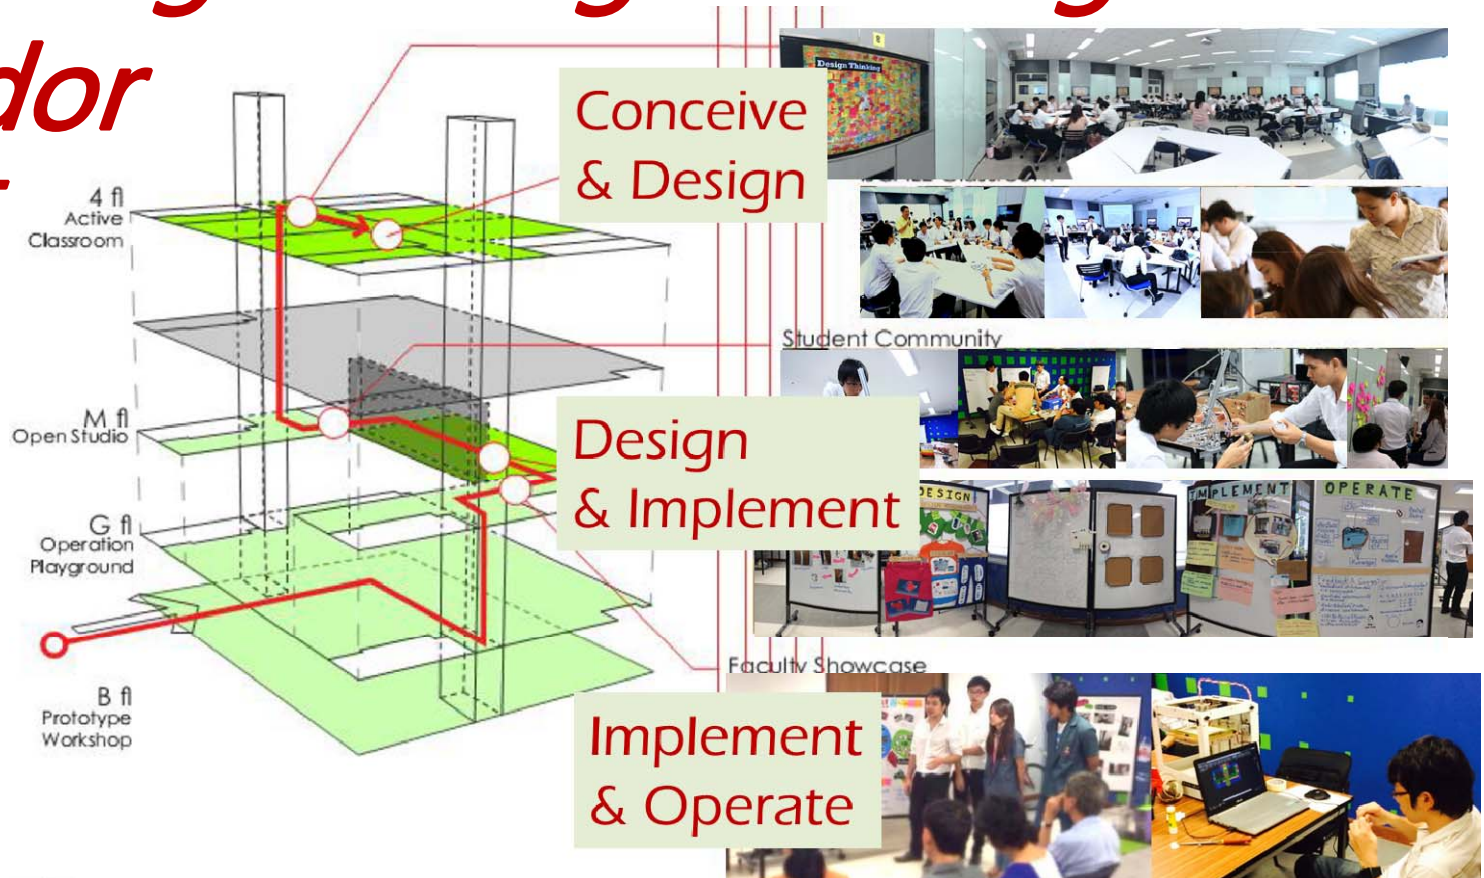 dor
Conceive
& Design
Design Thinking
4 fl
Active
Classroom
Student Community
M fl
Open Studio
Design
& Implement
DESIGN
IMPLEMENT
OPERATE
G fl
Operation
Playground
Faculty Showcase
B fl
Prototype
Workshop
Implement
& Operate